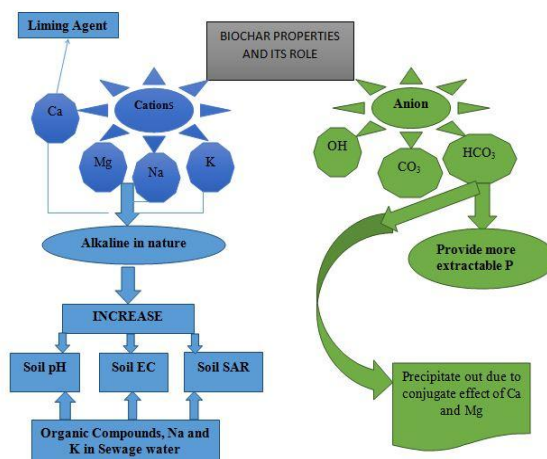 Liming Agent
BIOCHAR PROPERTIES
AND ITS ROLE
Ca
Cations
Mg
Na
K
Anion
OH
CO3
HCO3
Alkaline in nature
Provide more
extractable P
INCREASE
Soil pH
Soil EC
Soil SAR
Organic Compounds, Na and
K in Sewage water
Precipitate out due to
conjugate effect of Ca
and Mg